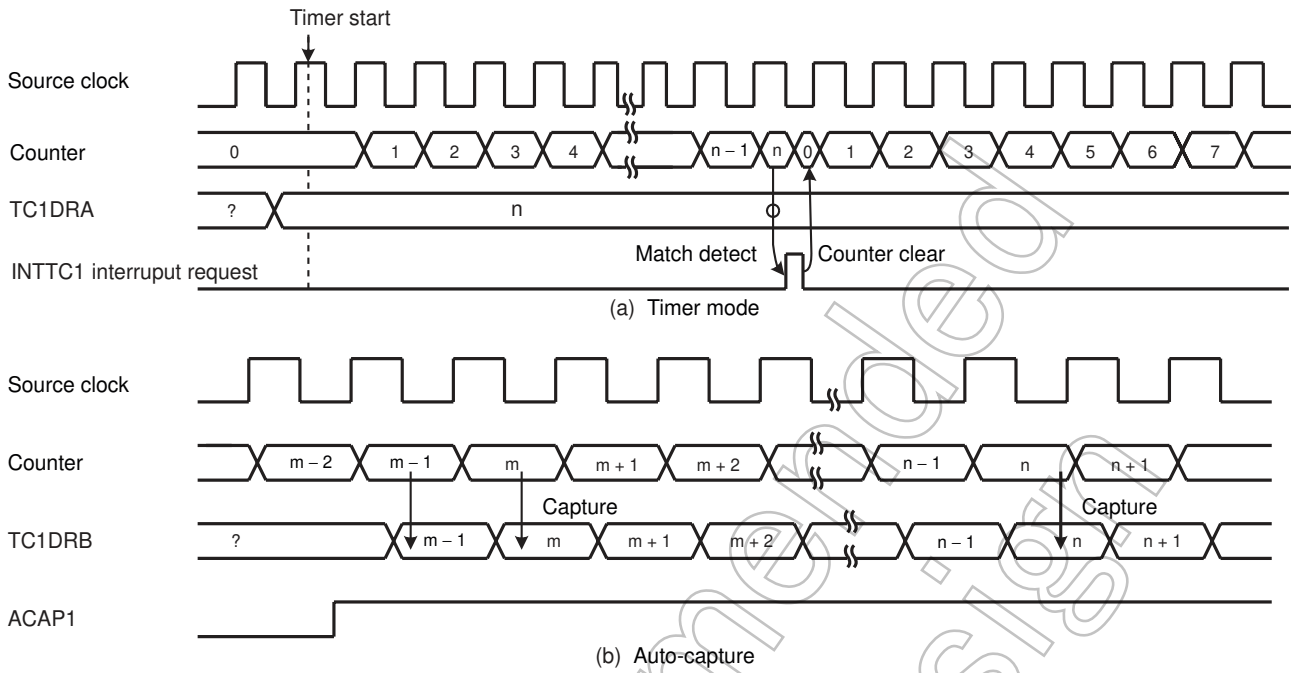 Timer start
Source clock
Counter 0 1 2 3 4 n – 1 n 0 1 2 3 4 5 6 7
TC1DRA ? n
Match detect Counter clear
INTTC1 interruput request
(a) Timer mode
Source clock
Counter m – 2 m – 1 m m + 1 m + 2 n – 1 n n + 1
Capture Capture
TC1DRB ? m – 1 m m + 1 m + 2 n – 1 n n + 1
ACAP1
(b) Auto-capture
mended
sign